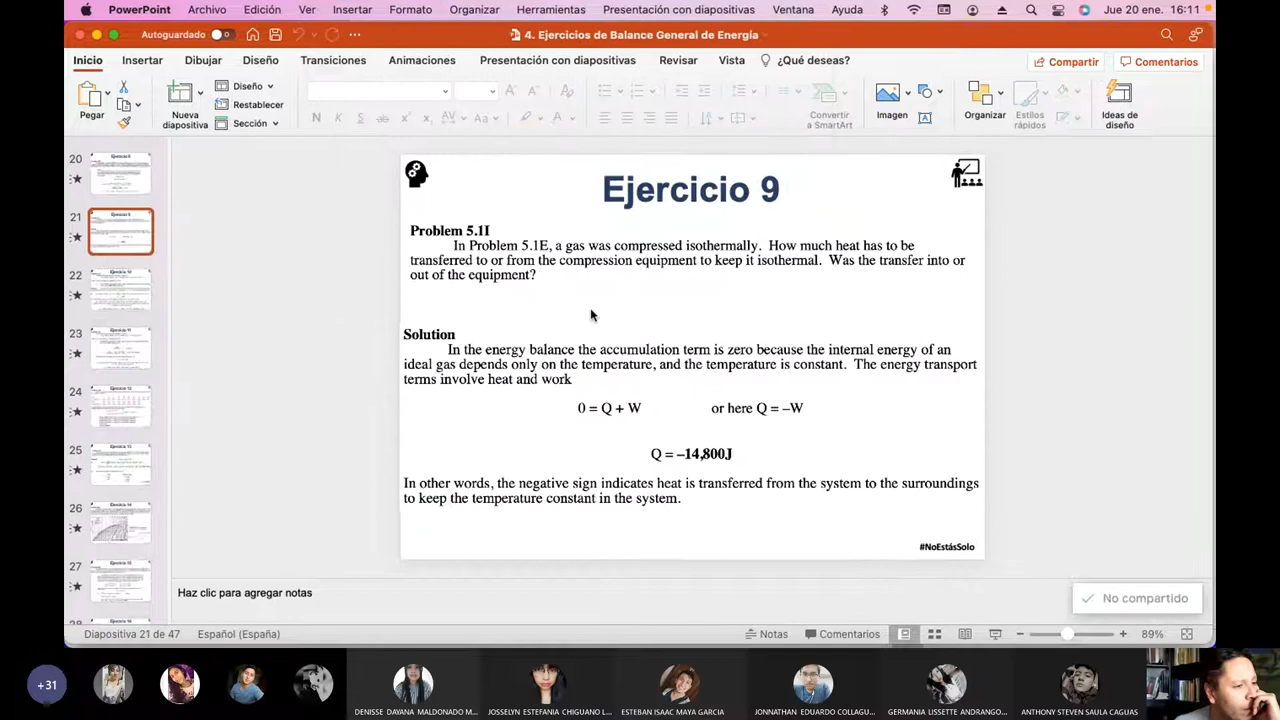 PowerPoint Archivo Edición Ver Insertar Formato Organizar Herramientas Presentación con diapositivas Ventana Ayuda Jue 20 ene. 16:11
Autoguardado
4. Ejercicios de Balance General de Energía
Inicio Insertar Dibujar Diseño Transiciones Animaciones Presentación con diapositivas Revisar Vista ¿Qué deseas? Compartir Comentarios
Pegar
Nueva diapositiva
Diseño
Restablecer
Sección
Convertir a SmartArt
Imagen
Organizar
Estilos rápidos
Ideas de diseño
20
21
22
23
24
25
26
27
28
Ejercicio 9
Problem 5.1I
In Problem 5.1E, a gas was compressed isothermally. How much heat has to be
transferred to or from the compression equipment to keep it isothermal. Was the transfer into or
out of the equipment?
Solution
In the energy balance, the accumulation term is zero because the internal energy of an
ideal gas depends only on the temperature, and the temperature is constant. The energy transport
terms involve heat and work
0 = Q + W or here Q = –W
Q = –14,800J
In other words, the negative sign indicates heat is transferred from the system to the surroundings
to keep the temperature constant in the system.
#NoEstásSolo
Haz clic para agregar notas
No compartido
Diapositiva 21 de 47 Español (España) Notas Comentarios 89%
+31
DENISSE DAYANA MALDONADO M...
JOSSELYN ESTEFANIA CHIGUANO L...
ESTEBAN ISAAC MAYA GARCIA
JONNATHAN EDUARDO COLLAGU...
GERMANIA LISSETTE ANDRANGO...
ANTHONY STEVEN SAULA CAGUAS